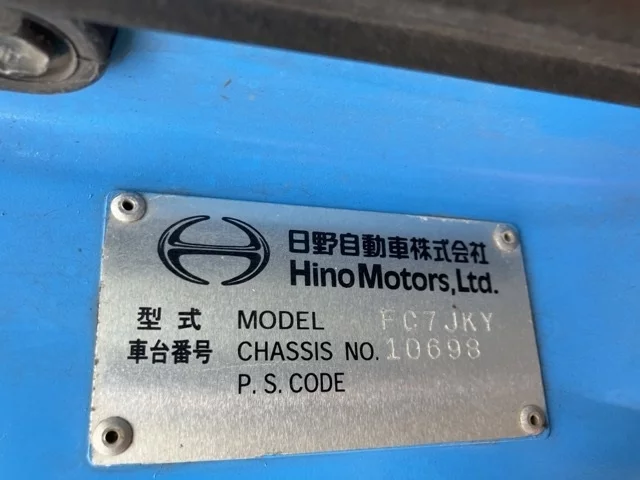 日野自動車株式会社
Hino Motors, Ltd.
型式 MODEL FC7JKY
車台番号 CHASSIS NO. 10698
P.S.CODE